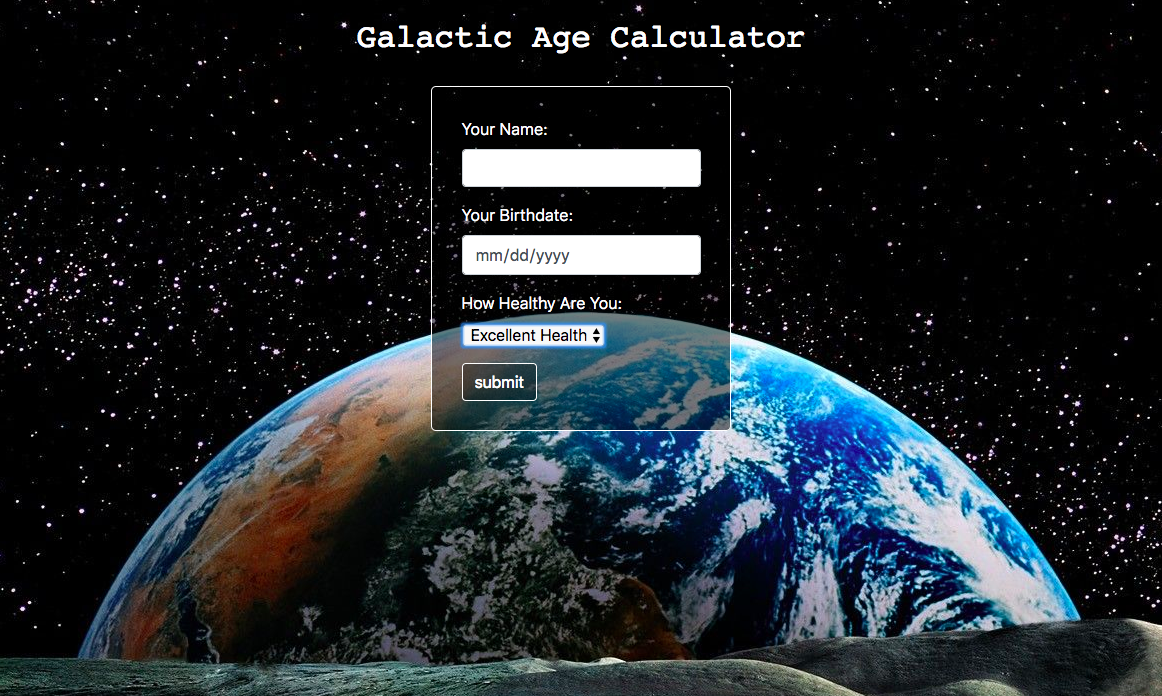 Galactic Age Calculator
Your Name:
Your Birthdate:
mm/dd/yyyy
How Healthy Are You:
Excellent Health
submit